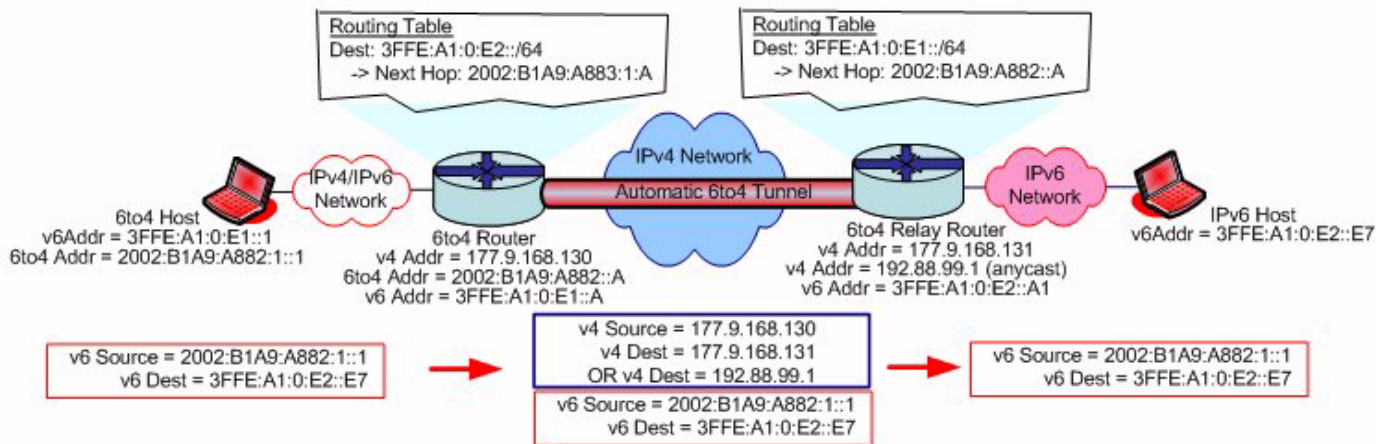 Routing Table
Dest: 3FFE:A1:0:E2::/64
-> Next Hop: 2002:B1A9:A883:1:A
Routing Table
Dest: 3FFE:A1:0:E1::/64
-> Next Hop: 2002:B1A9:A882::A
IPv4/IPv6
Network
IPv4 Network
Automatic 6to4 Tunnel
IPv6
Network
6to4 Host
v6Addr = 3FFE:A1:0:E1::1
6to4 Addr = 2002:B1A9:A882:1::1
6to4 Router
v4 Addr = 177.9.168.130
6to4 Addr = 2002:B1A9:A882::A
v6 Addr = 3FFE:A1:0:E1::A
6to4 Relay Router
v4 Addr = 177.9.168.131
v4 Addr = 192.88.99.1 (anycast)
v6 Addr = 3FFE:A1:0:E2::A1
IPv6 Host
v6Addr = 3FFE:A1:0:E2::E7
v6 Source = 2002:B1A9:A882:1::1
v6 Dest = 3FFE:A1:0:E2::E7
v4 Source = 177.9.168.130
v4 Dest = 177.9.168.131
OR v4 Dest = 192.88.99.1
v6 Source = 2002:B1A9:A882:1::1
v6 Dest = 3FFE:A1:0:E2::E7
v6 Source = 2002:B1A9:A882:1::1
v6 Dest = 3FFE:A1:0:E2::E7